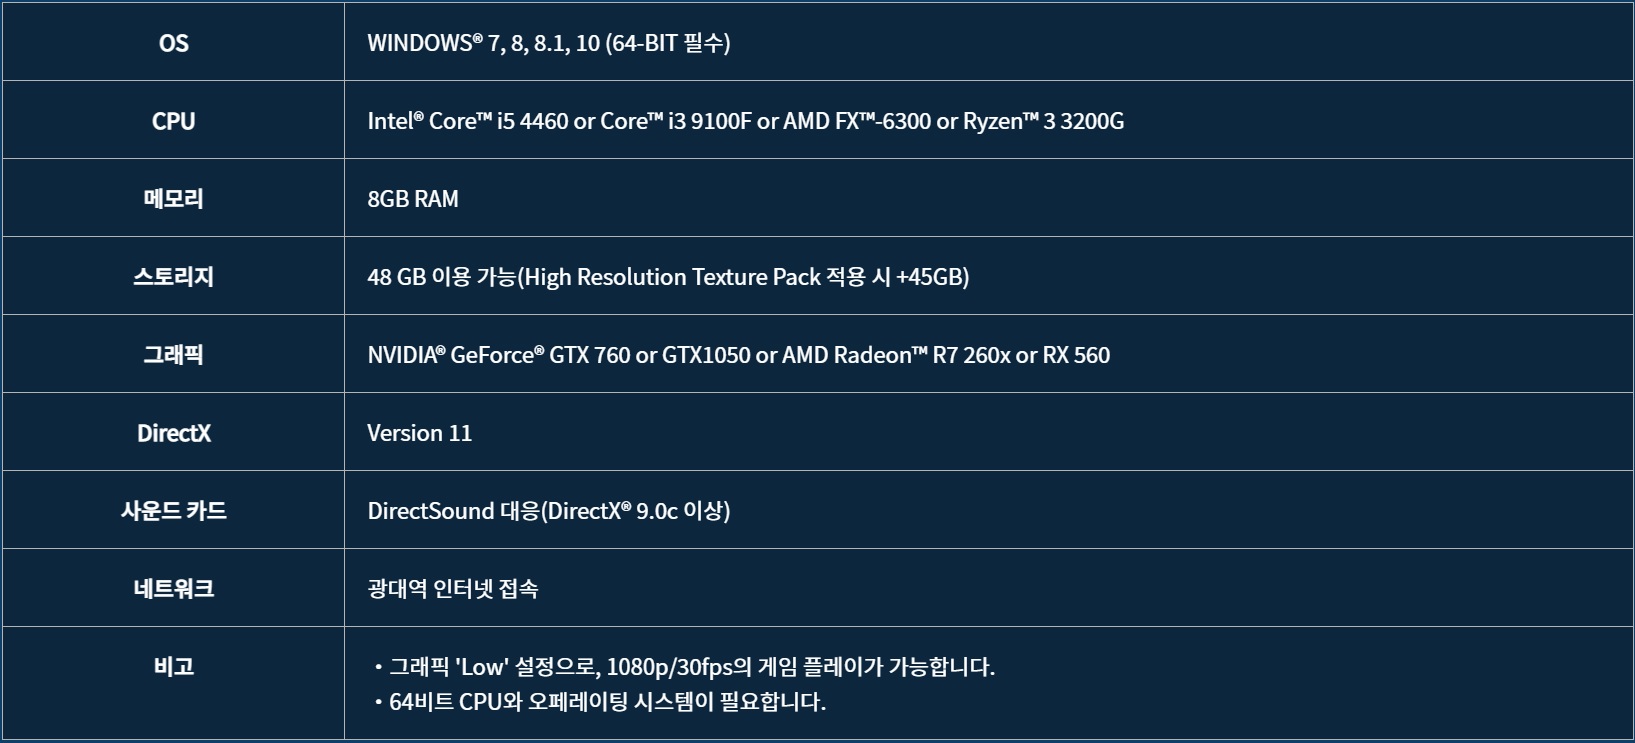 OS
WINDOWS® 7, 8, 8.1, 10 (64-BIT 필수)
CPU
Intel® Core™ i5 4460 or Core™ i3 9100F or AMD FX™-6300 or Ryzen™ 3 3200G
메모리
8GB RAM
스토리지
48 GB 이용 가능(High Resolution Texture Pack 적용 시 +45GB)
그래픽
NVIDIA® GeForce® GTX 760 or GTX1050 or AMD Radeon™ R7 260x or RX 560
DirectX
Version 11
사운드 카드
DirectSound 대응(DirectX® 9.0c 이상)
네트워크
광대역 인터넷 접속
비고
・그래픽 'Low' 설정으로, 1080p/30fps의 게임 플레이가 가능합니다.
・64비트 CPU와 오페레이팅 시스템이 필요합니다.